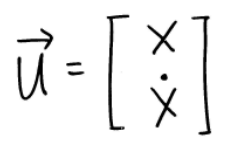 u⃗ = [ x
ẋ ]